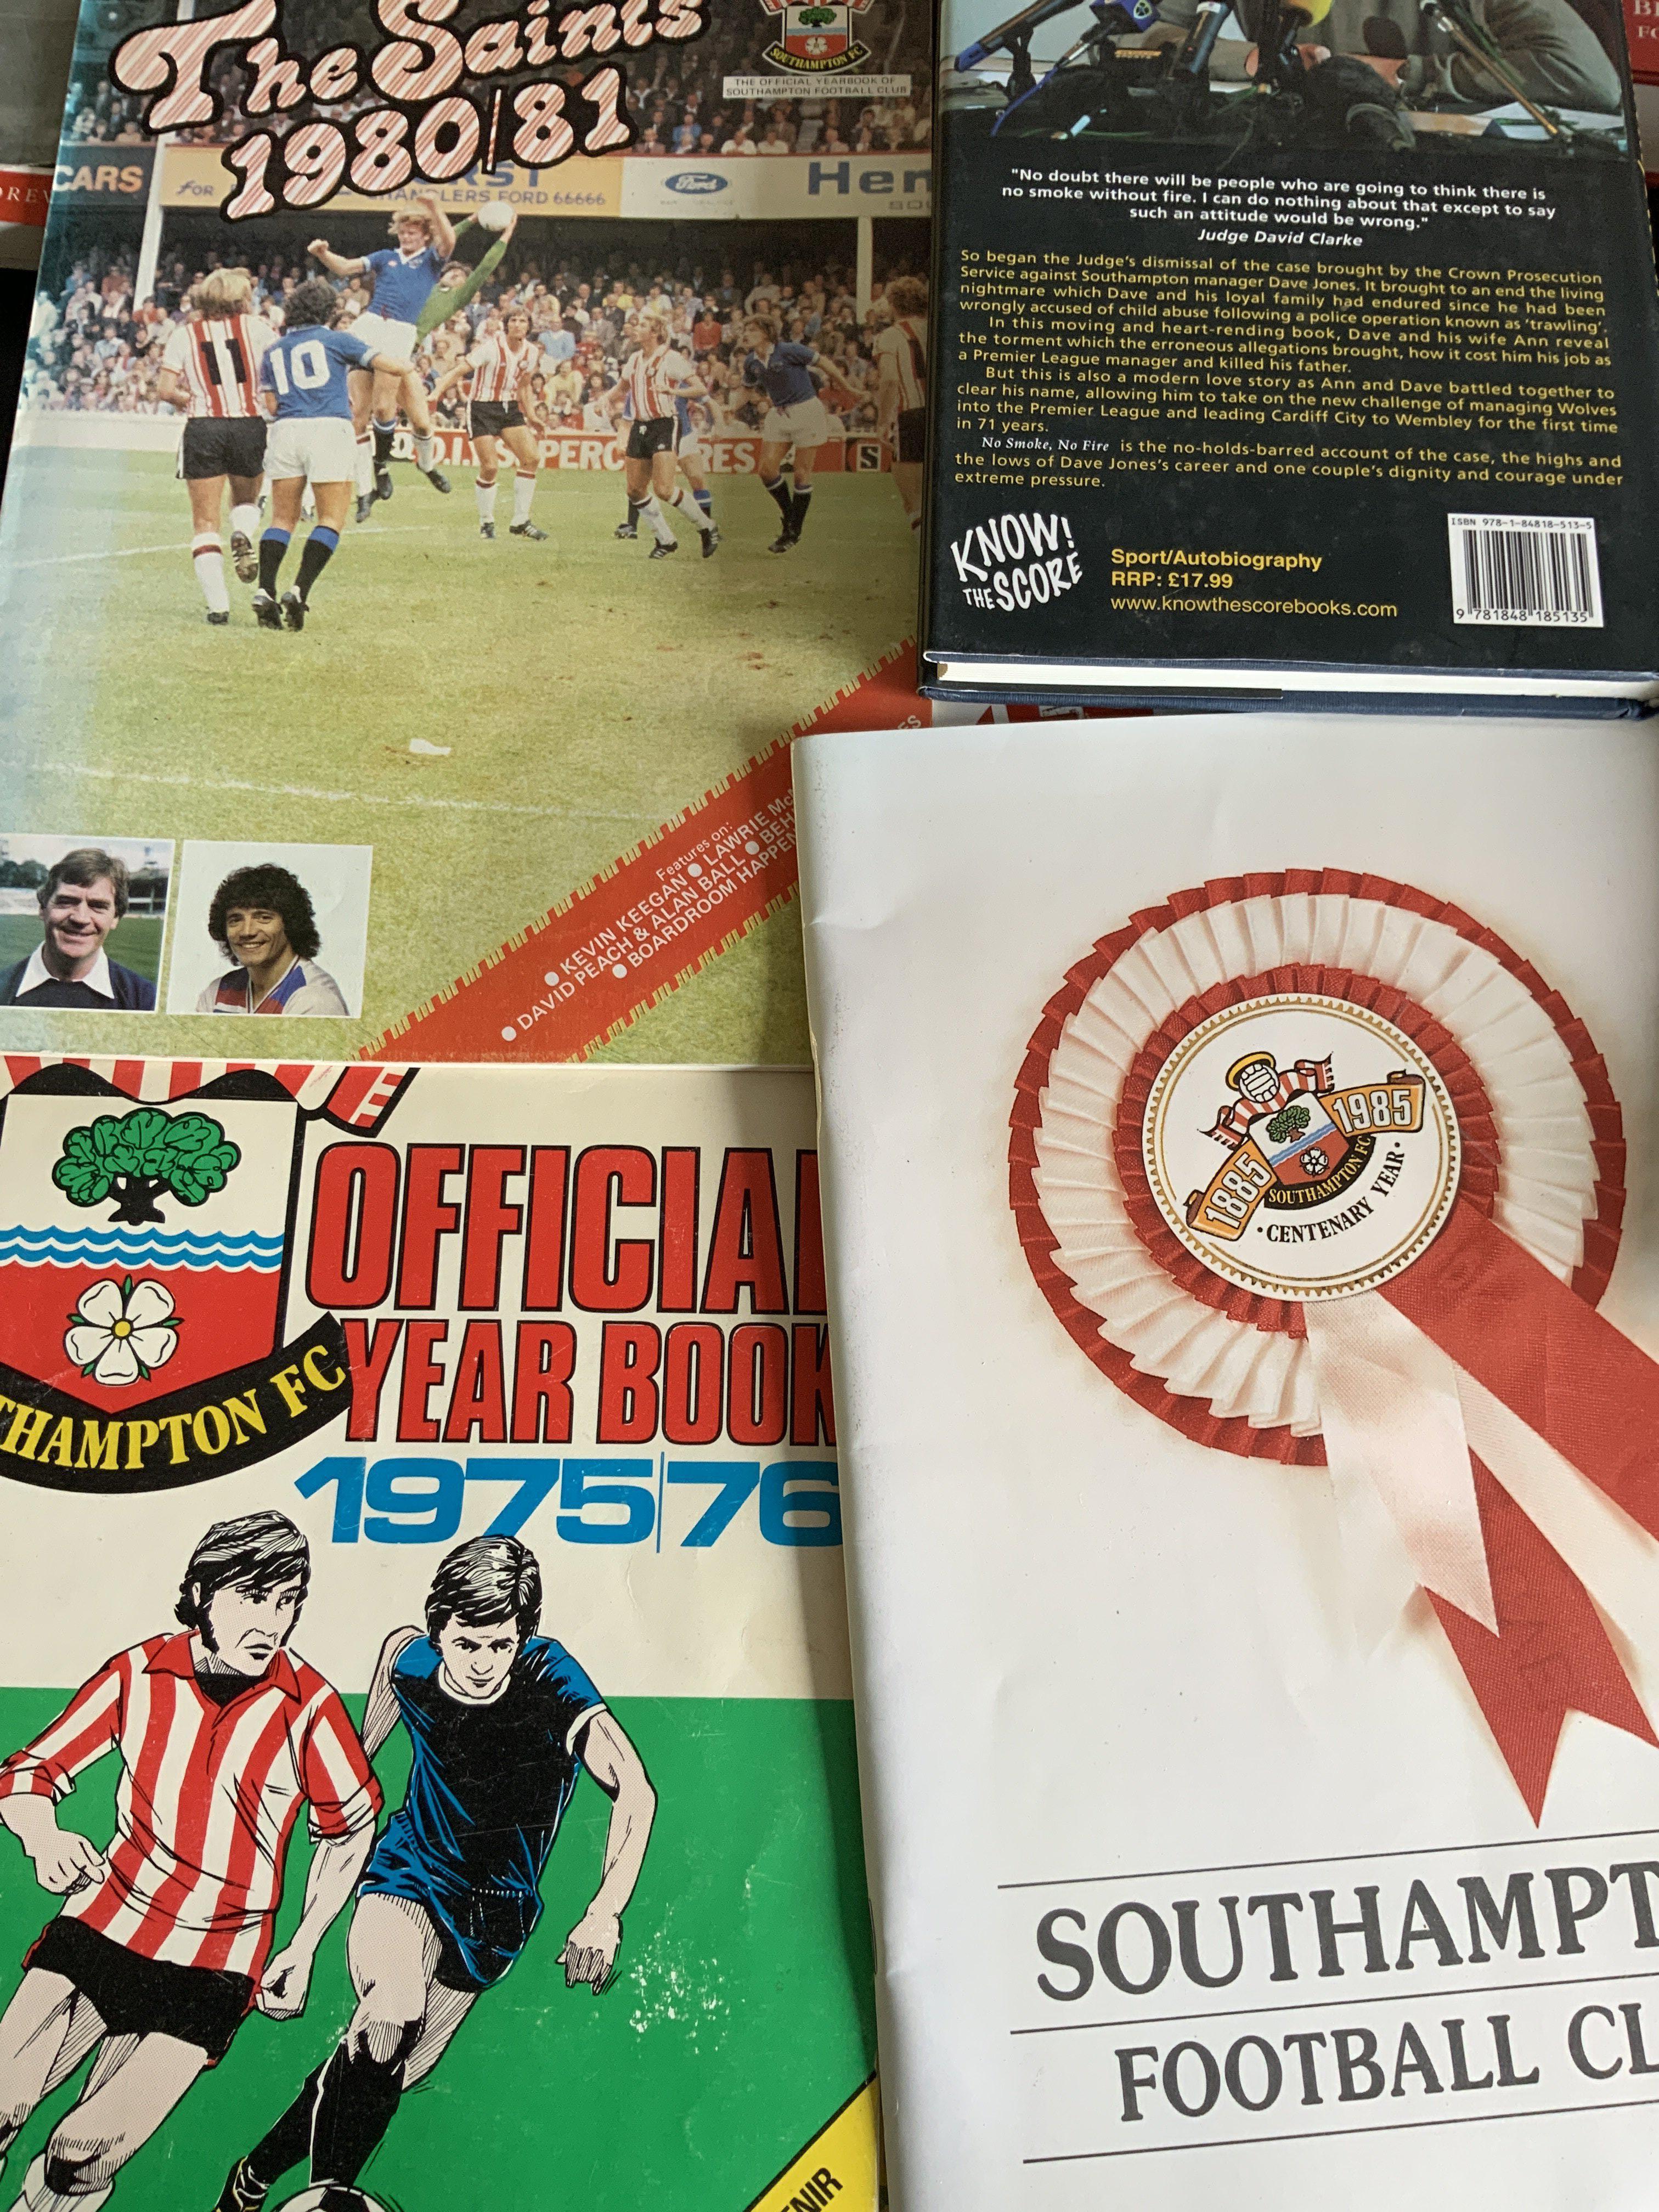 The Saints
1980/81
SOUTHAMPTON FC
THE OFFICIAL YEARBOOK OF
SOUTHAMPTON FOOTBALL CLUB
CARS
FOR
CHANDLERS FORD 66666
Ford
Hen
11
10
Features on:
● KEVIN KEEGAN ● LAWRIE McM
● DAVID PEACH & ALAN BALL ● BEH
● BOARDROOM HAPPEN
"No doubt there will be people who are going to think there is
no smoke without fire. I can do nothing about that except to say
such an attitude would be wrong."
Judge David Clarke
So began the Judge's dismissal of the case brought by the Crown Prosecution
Service against Southampton manager Dave Jones. It brought to an end the living
nightmare which Dave and his loyal family had endured since he had been
wrongly accused of child abuse following a police operation known as 'trawling'.
In this moving and heart-rending book, Dave and his wife Ann reveal
the torment which the erroneous allegations brought, how it cost him his job as
a Premier League manager and killed his father.
But this is also a modern love story as Ann and Dave battled together to
clear his name, allowing him to take on the new challenge of managing Wolves
into the Premier League and leading Cardiff City to Wembley for the first time
in 71 years.
No Smoke, No Fire is the no-holds-barred account of the case, the highs and
the lows of Dave Jones's career and one couple's dignity and courage under
extreme pressure.
KNOW!
THE SCORE
Sport/Autobiography
RRP: £17.99
www.knowthescorebooks.com
ISBN 978-1-84818-513-5
9 781848 185135
THAMPTON FC
OFFICIAL
YEAR BOOK
1975/76
ENIR
1885
1985
SOUTHAMPTON FC
• CENTENARY YEAR •
SOUTHAMPT
FOOTBALL CL